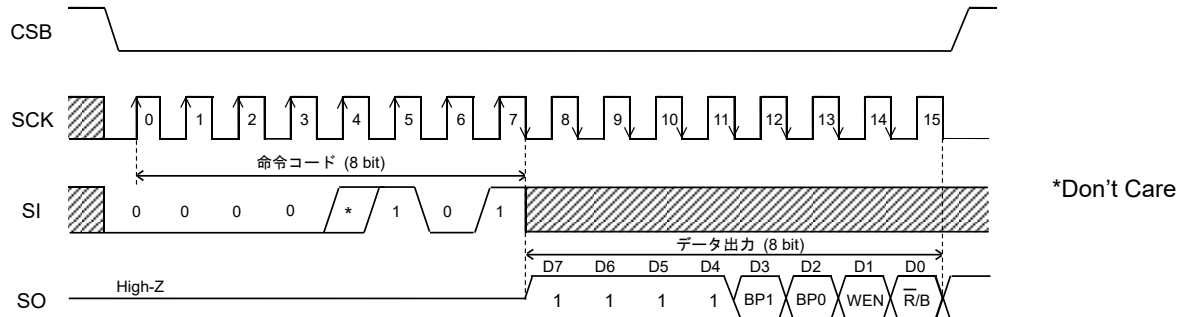 CSB
SCK
0 1 2 3 4 5 6 7 8 9 10 11 12 13 14 15
命令コード (8 bit)
*Don't Care
SI
0 0 0 0 * 1 0 1
データ出力 (8 bit)
D7 D6 D5 D4 D3 D2 D1 D0
High-Z
SO
1 1 1 1 BP1 BP0 WEN R̅/B